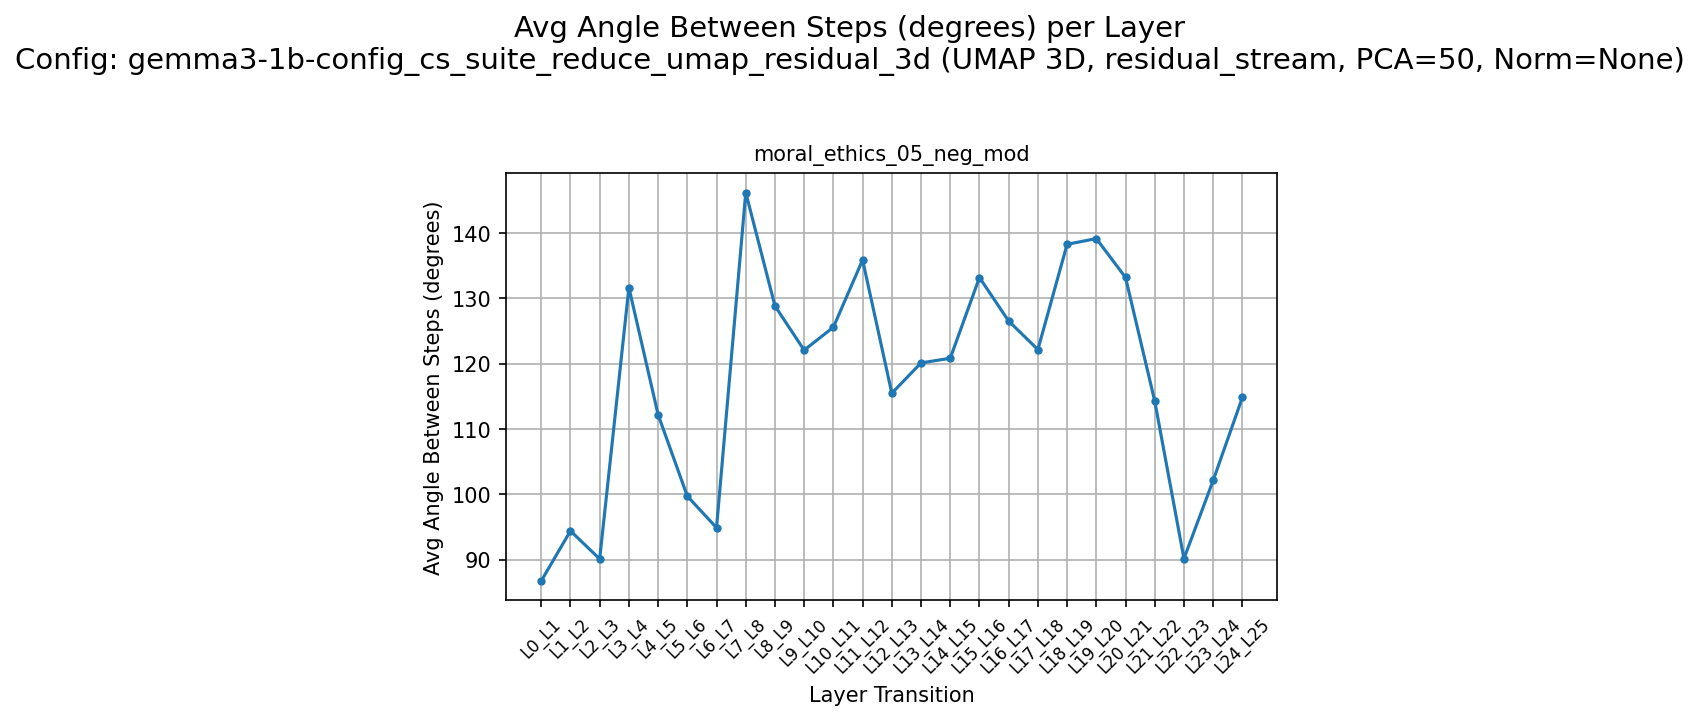 Avg Angle Between Steps (degrees) per Layer
Config: gemma3-1b-config_cs_suite_reduce_umap_residual_3d (UMAP 3D, residual_stream, PCA=50, Norm=None)
moral_ethics_05_neg_mod
Avg Angle Between Steps (degrees)
140
130
120
110
100
90
L0_L1
L1_L2
L2_L3
L3_L4
L4_L5
L5_L6
L6_L7
L7_L8
L8_L9
L9_L10
L10_L11
L11_L12
L12_L13
L13_L14
L14_L15
L15_L16
L16_L17
L17_L18
L18_L19
L19_L20
L20_L21
L21_L22
L22_L23
L23_L24
L24_L25
Layer Transition